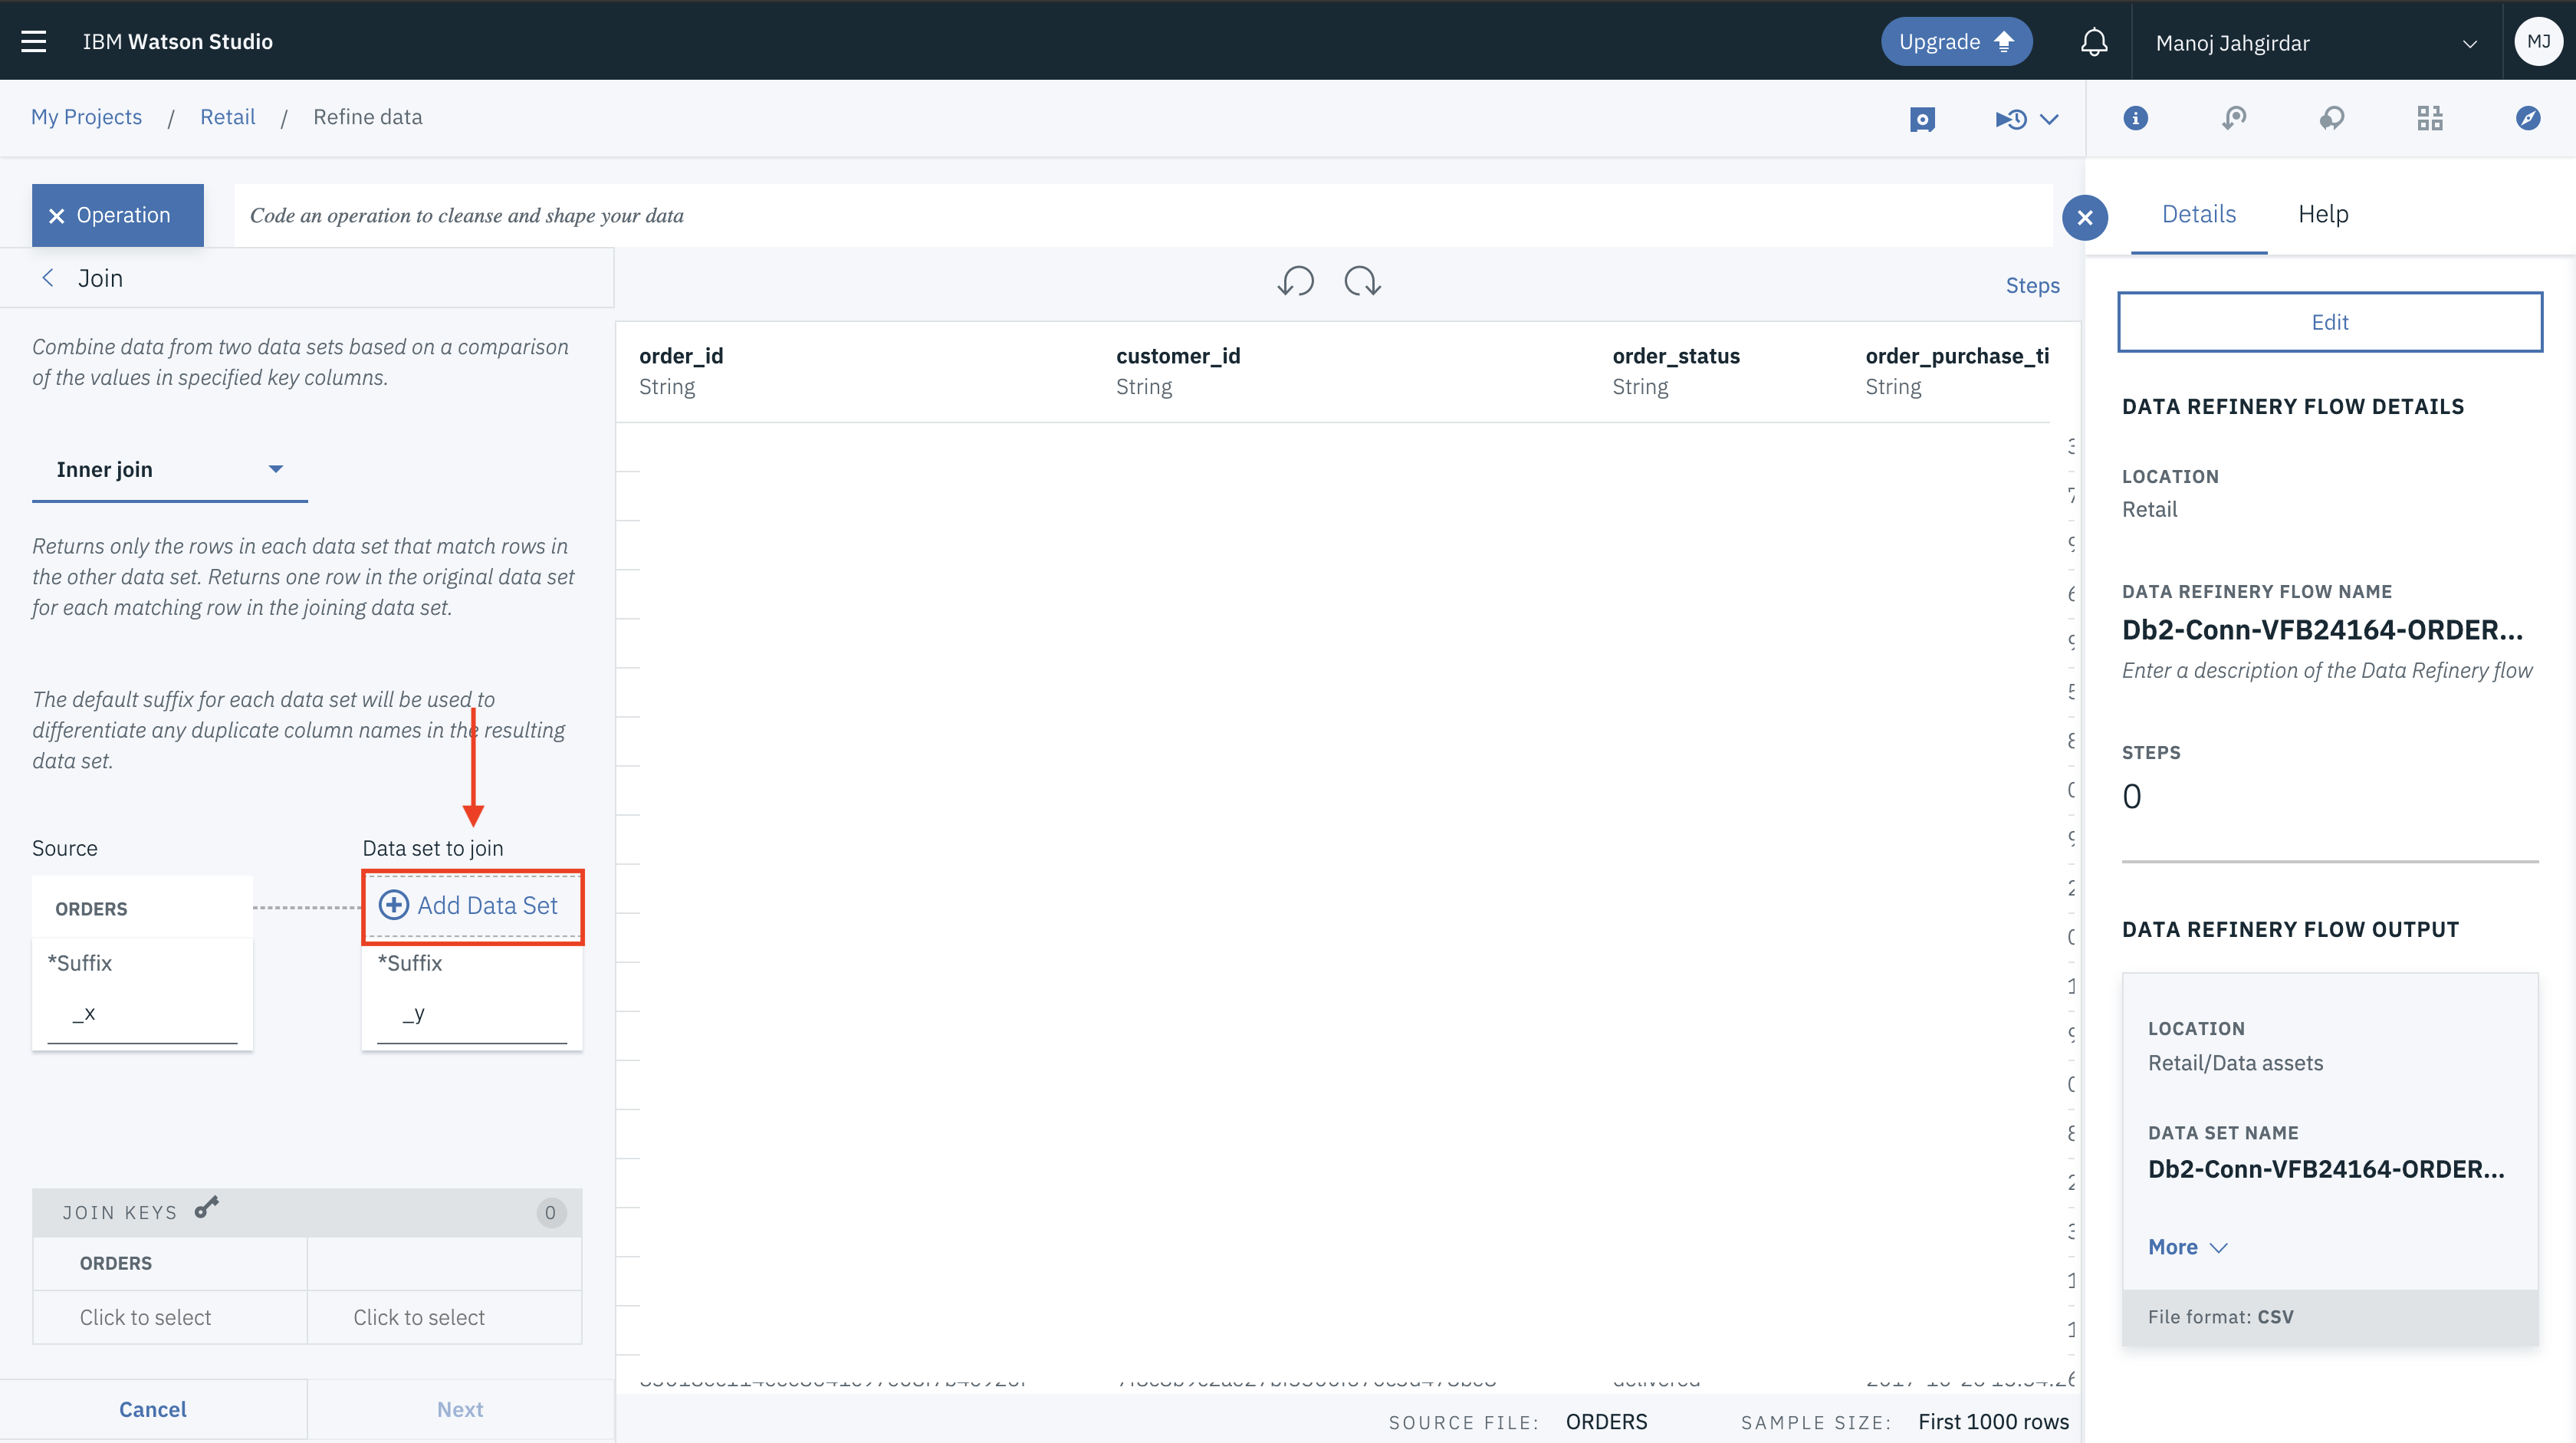 IBM Watson Studio
Upgrade
Manoj Jahgirdar
MJ
My Projects / Retail / Refine data
× Operation
Code an operation to cleanse and shape your data
Join
Combine data from two data sets based on a comparison
of the values in specified key columns.
Inner join
Returns only the rows in each data set that match rows in
the other data set. Returns one row in the original data set
for each matching row in the joining data set.
The default suffix for each data set will be used to
differentiate any duplicate column names in the resulting
data set.
Source
Data set to join
ORDERS
Add Data Set
*Suffix
*Suffix
_x
_y
JOIN KEYS
0
ORDERS
Click to select
Click to select
Cancel
Next
Steps
order_id
String
customer_id
String
order_status
String
order_purchase_ti
String
delivered
SOURCE FILE: ORDERS
SAMPLE SIZE: First 1000 rows
Details
Help
Edit
DATA REFINERY FLOW DETAILS
LOCATION
Retail
DATA REFINERY FLOW NAME
Db2-Conn-VFB24164-ORDER...
Enter a description of the Data Refinery flow
STEPS
0
DATA REFINERY FLOW OUTPUT
LOCATION
Retail/Data assets
DATA SET NAME
Db2-Conn-VFB24164-ORDER...
More
File format: CSV